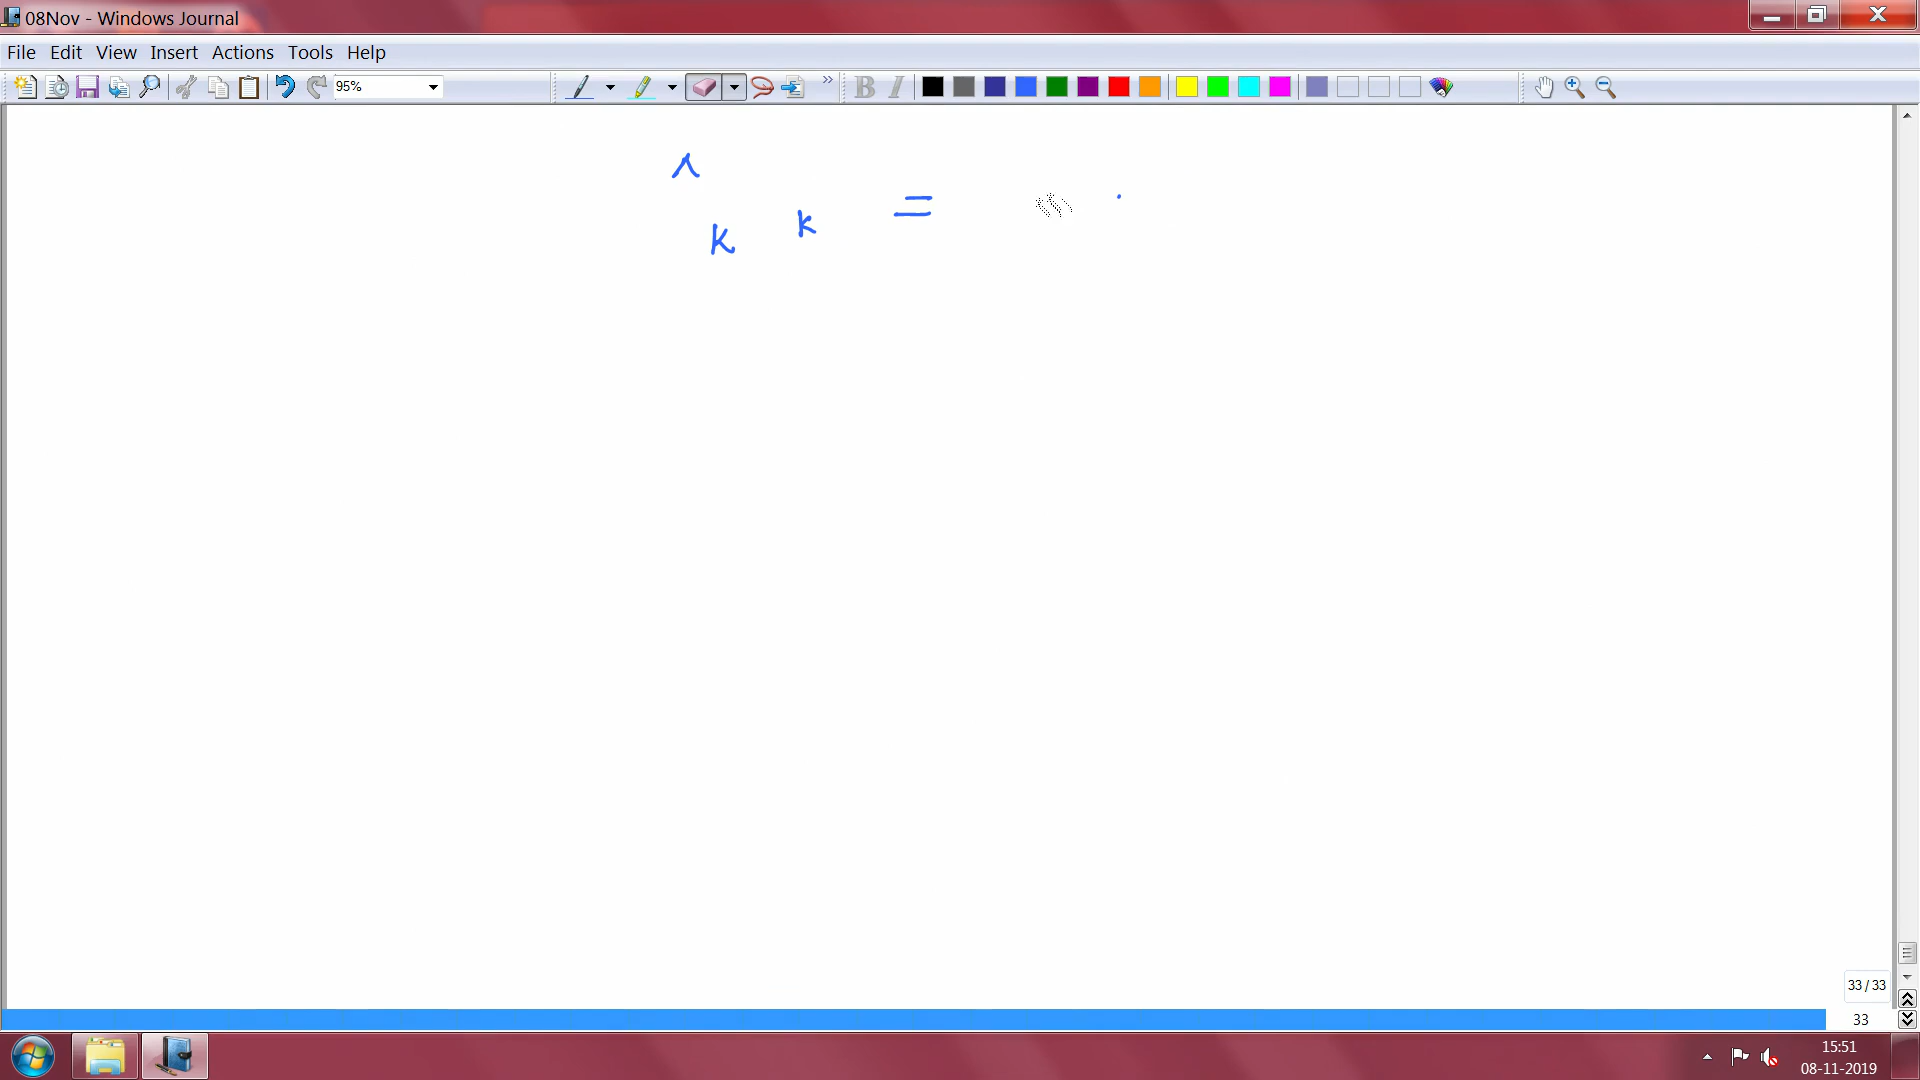 08Nov - Windows Journal
File Edit View Insert Actions Tools Help
95%
B I
^
k k =
33 / 33
33
15:51
08-11-2019